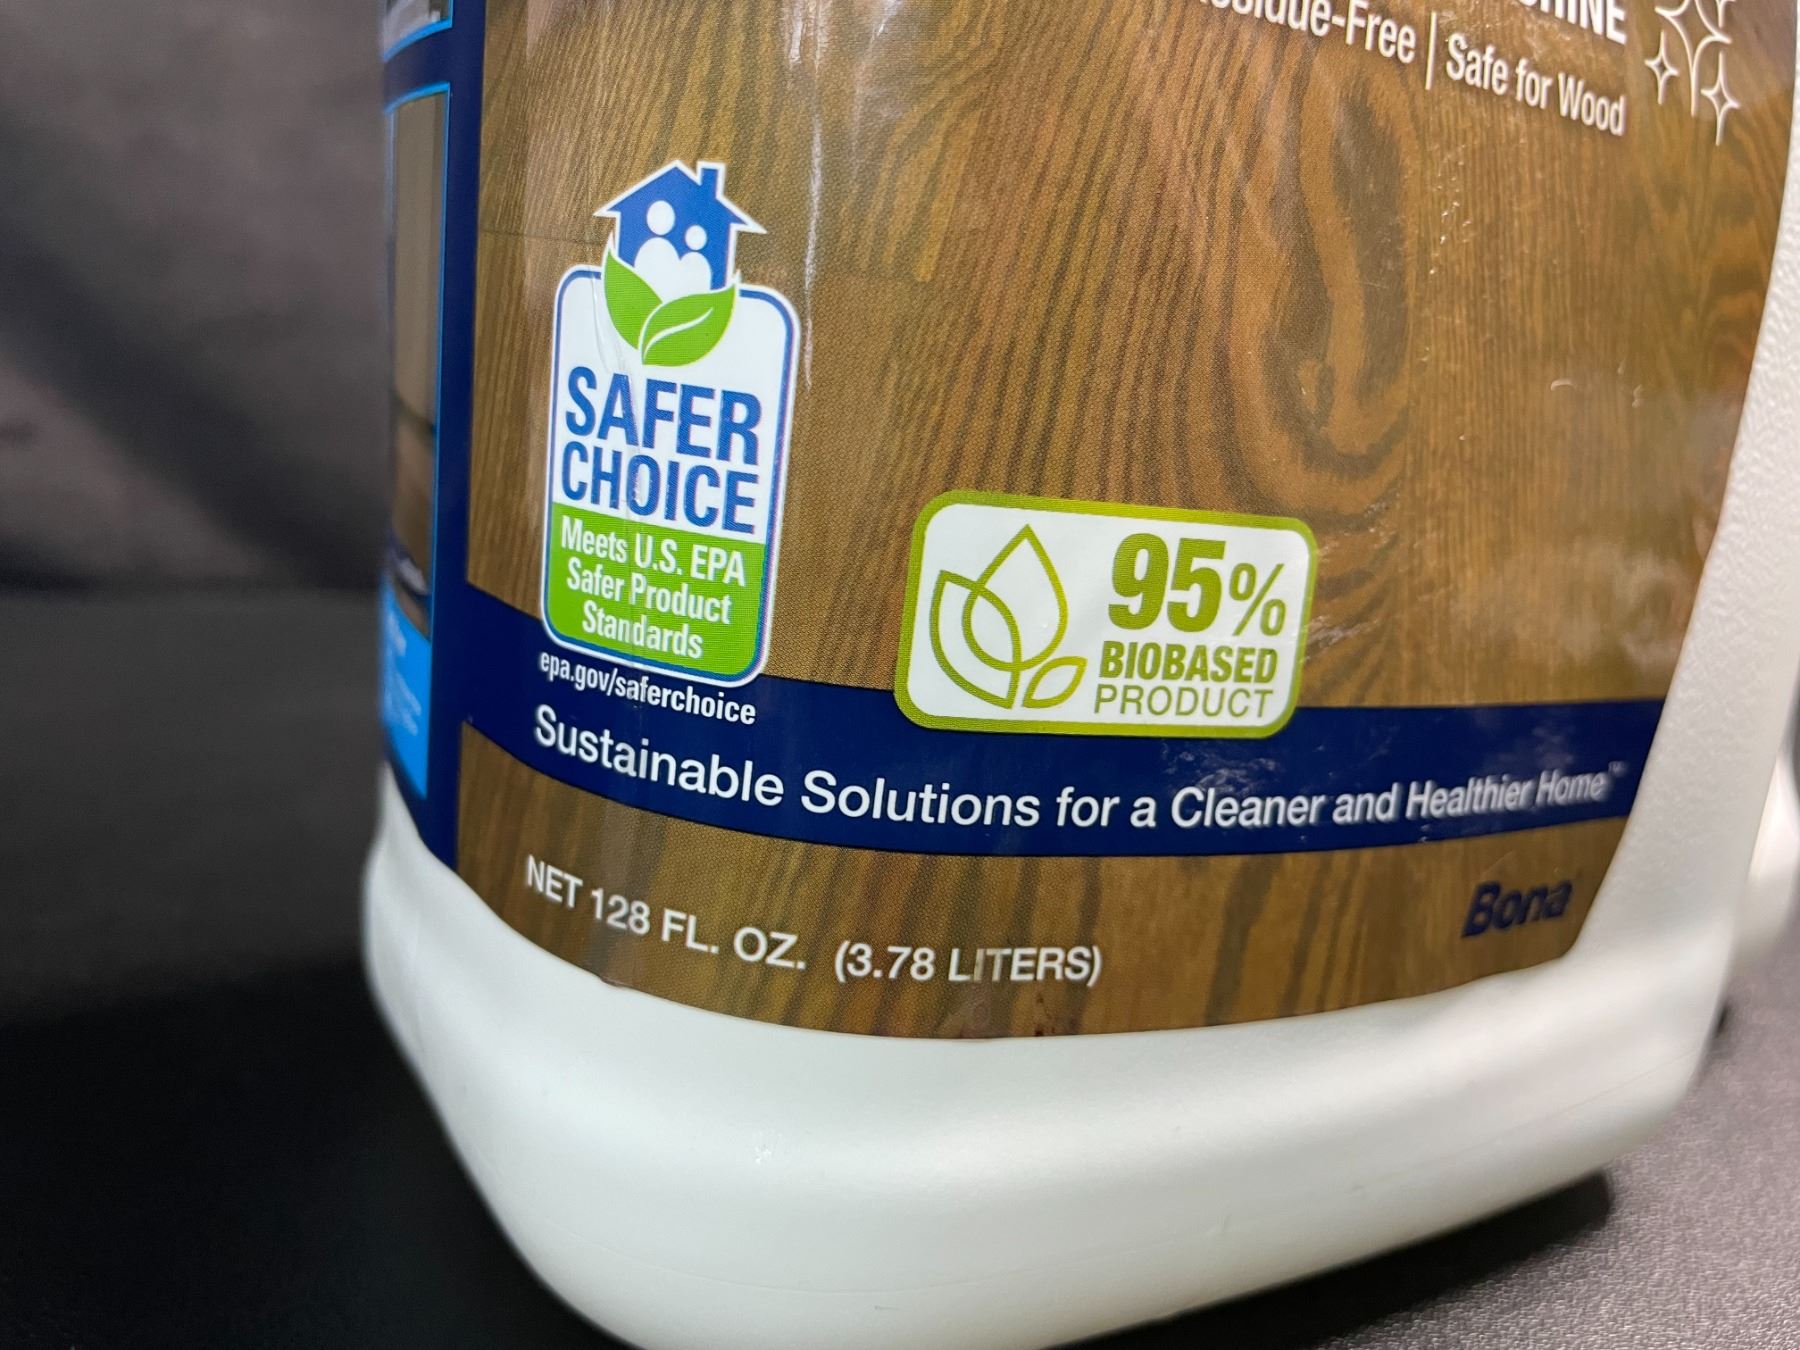 Free | Safe for Wood
SAFER
CHOICE
Meets U.S. EPA
Safer Product
Standards
epa.gov/saferchoice
95%
BIOBASED
PRODUCT
Sustainable Solutions for a Cleaner and Healthier Home™
NET 128 FL. OZ. (3.78 LITERS)
Bona